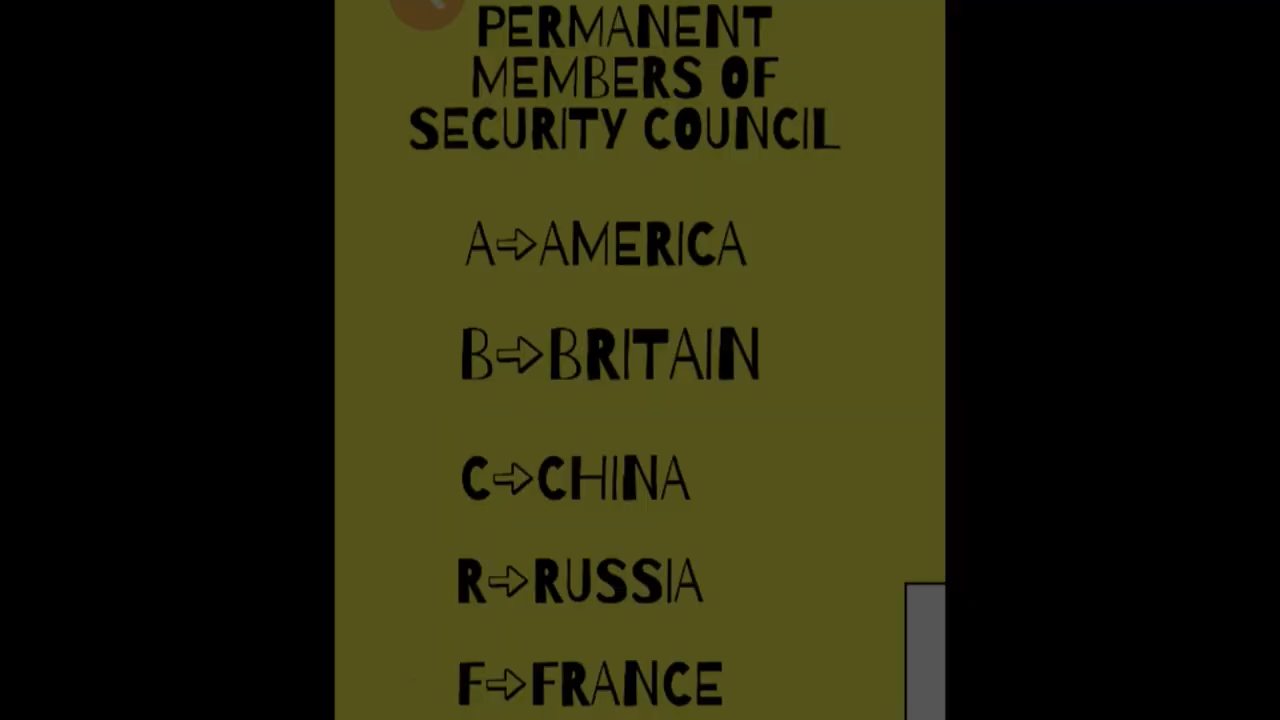 PERMANENT
MEMBERS OF
SECURITY COUNCIL
A⇨AMERICA
B⇨BRITAIN
C⇨CHINA
R⇨RUSSIA
F⇨FRANCE